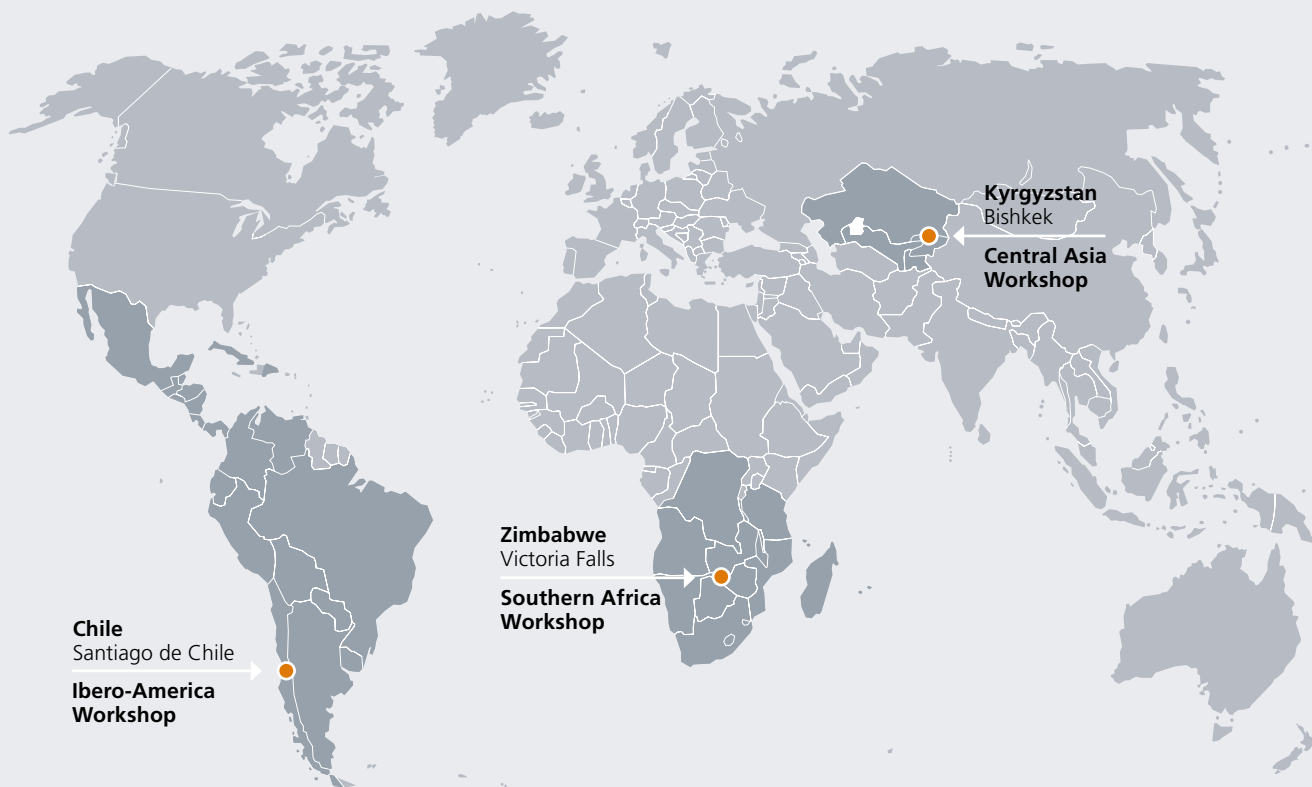 Kyrgyzstan
Bishkek
Central Asia
Workshop
Zimbabwe
Victoria Falls
Southern Africa
Workshop
Chile
Santiago de Chile
Ibero-America
Workshop